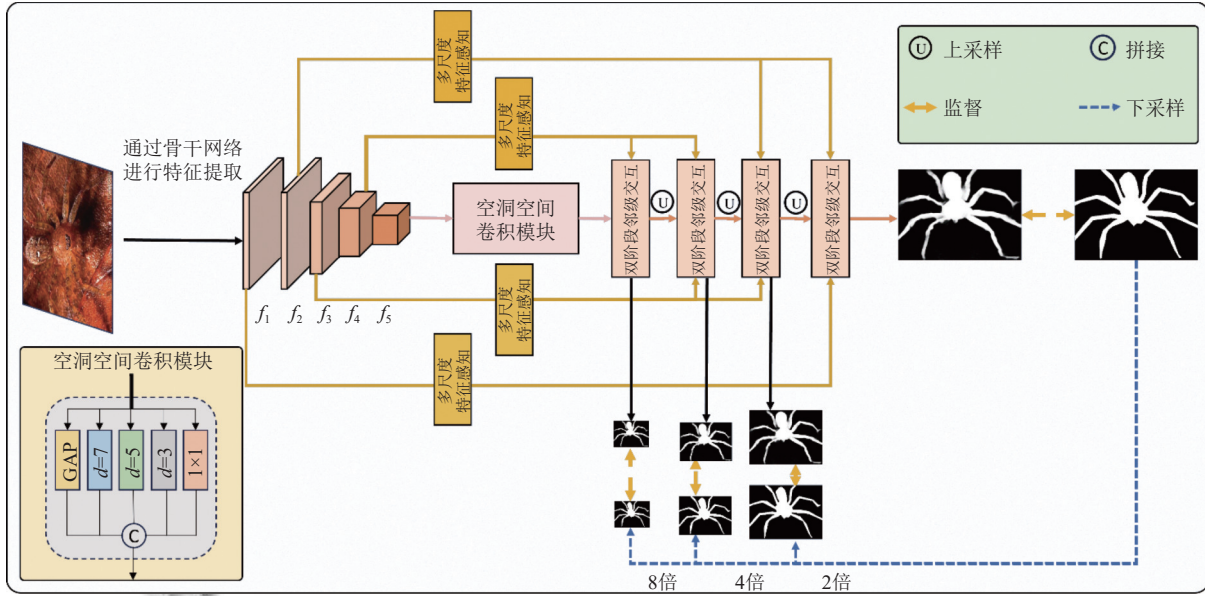 多尺度
特征感知
U 上采样
C 拼接
监督
下采样
多尺度
特征感知
通过骨干网络
进行特征提取
空洞空间
卷积模块
双阶段邻级交互
U
双阶段邻级交互
U
双阶段邻级交互
U
双阶段邻级交互
多尺度
特征感知
f1 f2 f3 f4 f5
多尺度
特征感知
空洞空间卷积模块
GAP
d=7
d=5
d=3
1×1
C
8倍 4倍 2倍